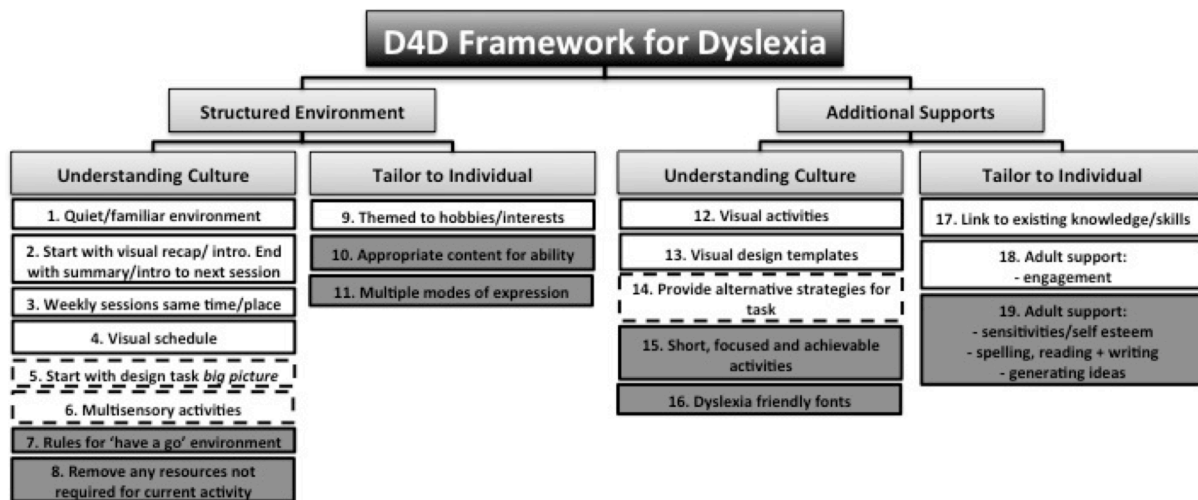 D4D Framework for Dyslexia
Structured Environment
Understanding Culture
1. Quiet/familiar environment
2. Start with visual recap/ intro. End
with summary/intro to next session
3. Weekly sessions same time/place
4. Visual schedule
5. Start with design task big picture
6. Multisensory activities
7. Rules for ‘have a go’ environment
8. Remove any resources not
required for current activity
Tailor to Individual
9. Themed to hobbies/interests
10. Appropriate content for ability
11. Multiple modes of expression
Additional Supports
Understanding Culture
12. Visual activities
13. Visual design templates
14. Provide alternative strategies for
task
15. Short, focused and achievable
activities
16. Dyslexia friendly fonts
Tailor to Individual
17. Link to existing knowledge/skills
18. Adult support:
- engagement
19. Adult support:
- sensitivities/self esteem
- spelling, reading + writing
- generating ideas